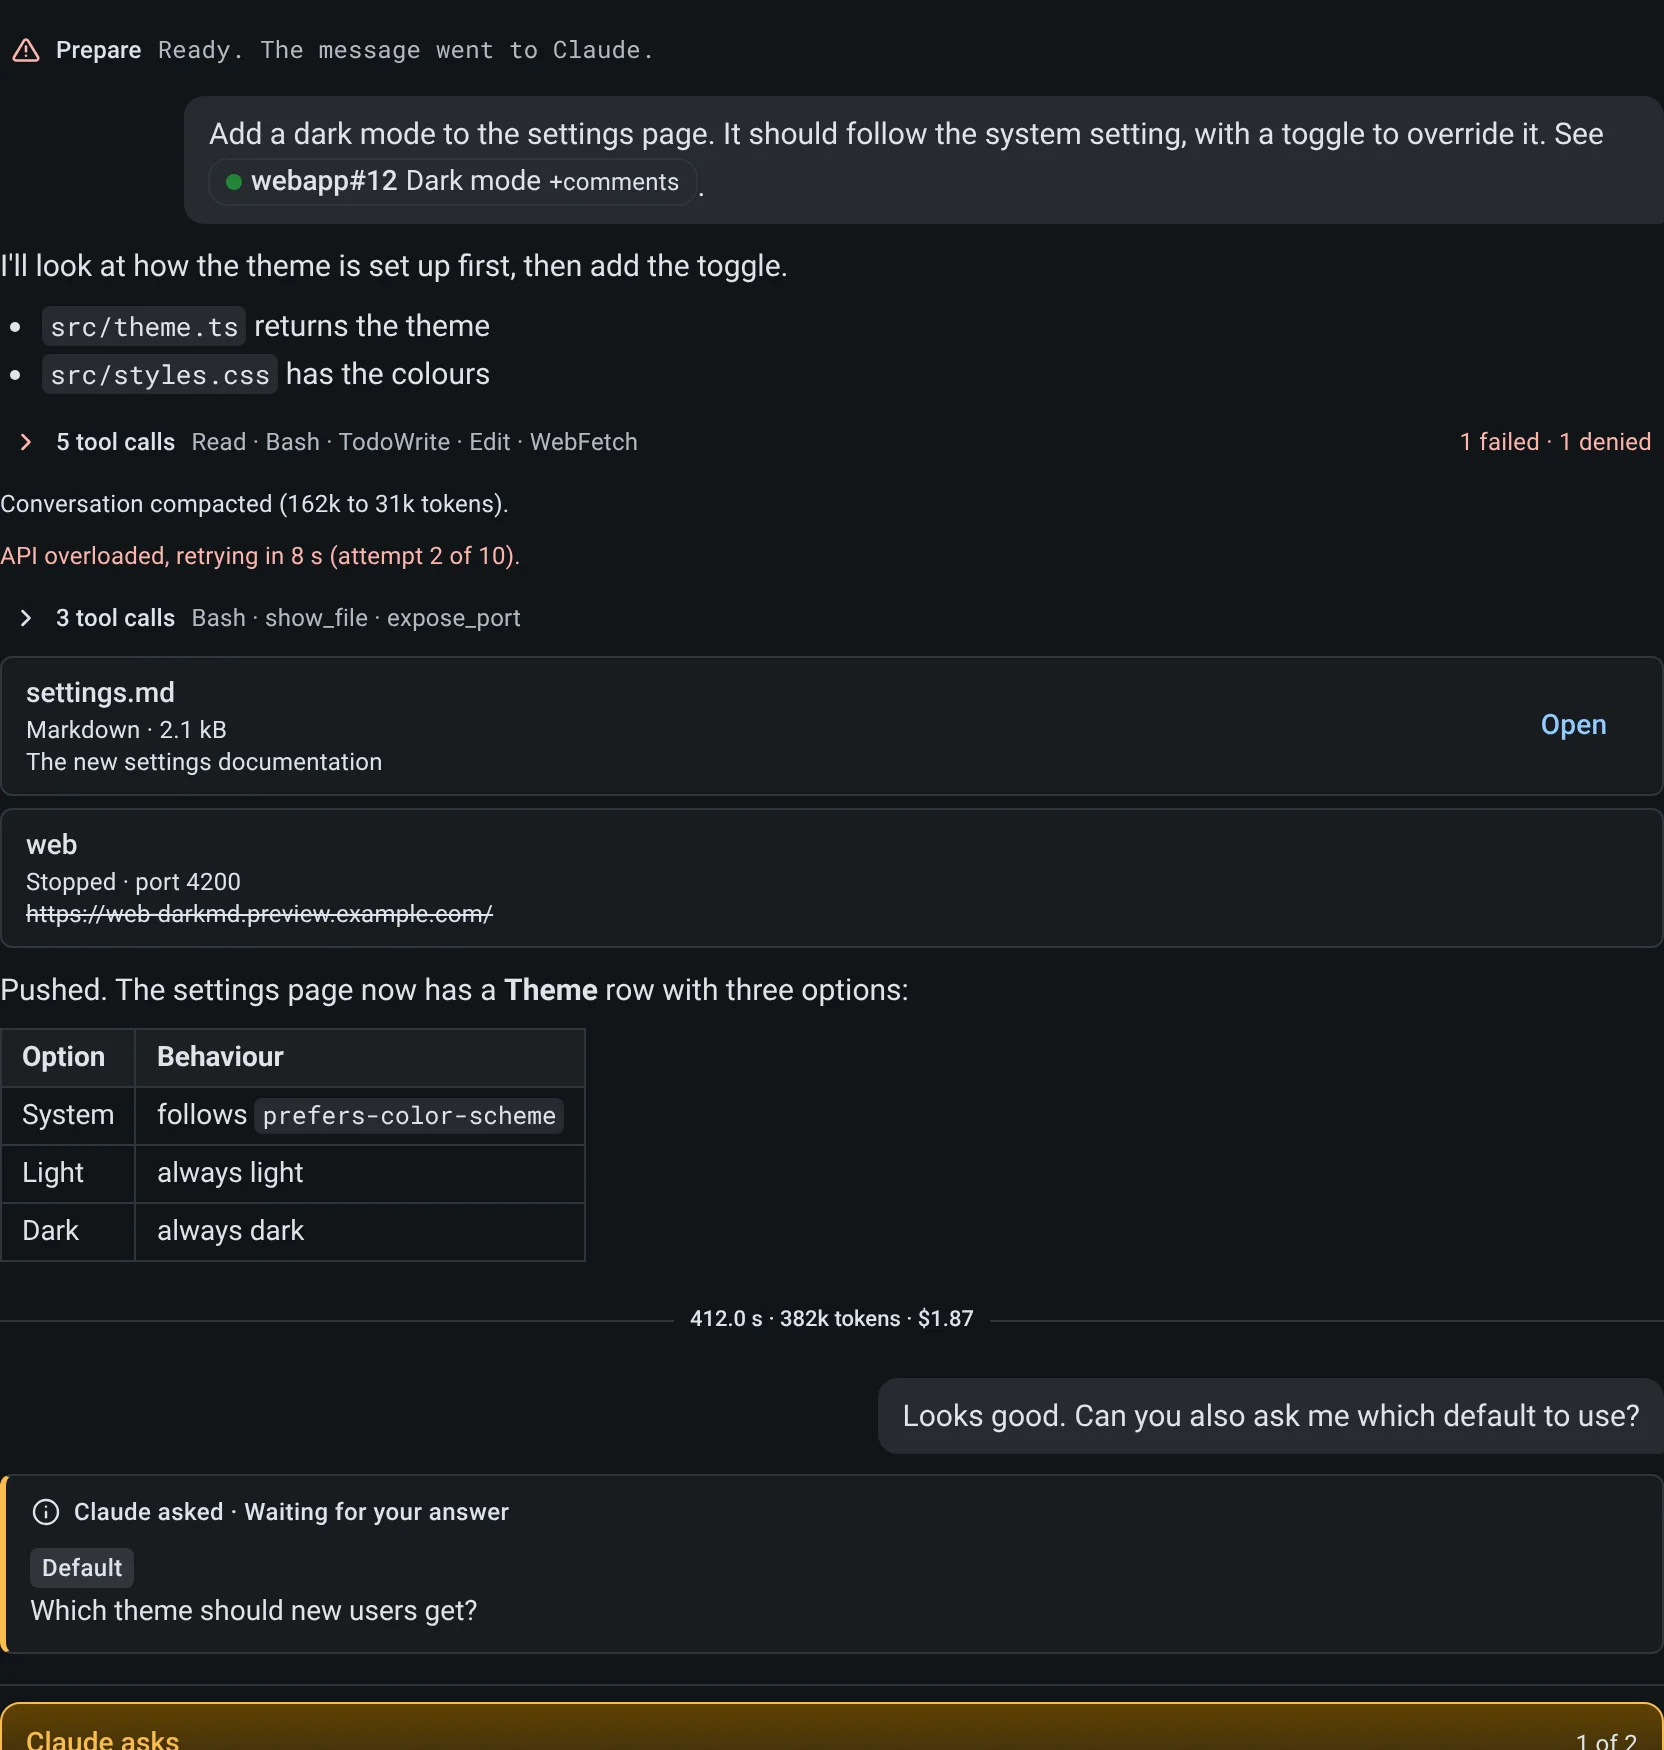 Prepare Ready. The message went to Claude.
Add a dark mode to the settings page. It should follow the system setting, with a toggle to override it. See
webapp#12 Dark mode +comments .
I'll look at how the theme is set up first, then add the toggle.
• src/theme.ts returns the theme
• src/styles.css has the colours
5 tool calls Read · Bash · TodoWrite · Edit · WebFetch 1 failed · 1 denied
Conversation compacted (162k to 31k tokens).
API overloaded, retrying in 8 s (attempt 2 of 10).
3 tool calls Bash · show_file · expose_port
settings.md
Markdown · 2.1 kB
Open
The new settings documentation
web
Stopped · port 4200
https://web-darkmd.preview.example.com/
Pushed. The settings page now has a Theme row with three options:
Option Behaviour
System follows prefers-color-scheme
Light always light
Dark always dark
412.0 s · 382k tokens · $1.87
Looks good. Can you also ask me which default to use?
Claude asked · Waiting for your answer
Default
Which theme should new users get?
Claude asks 1 of 2